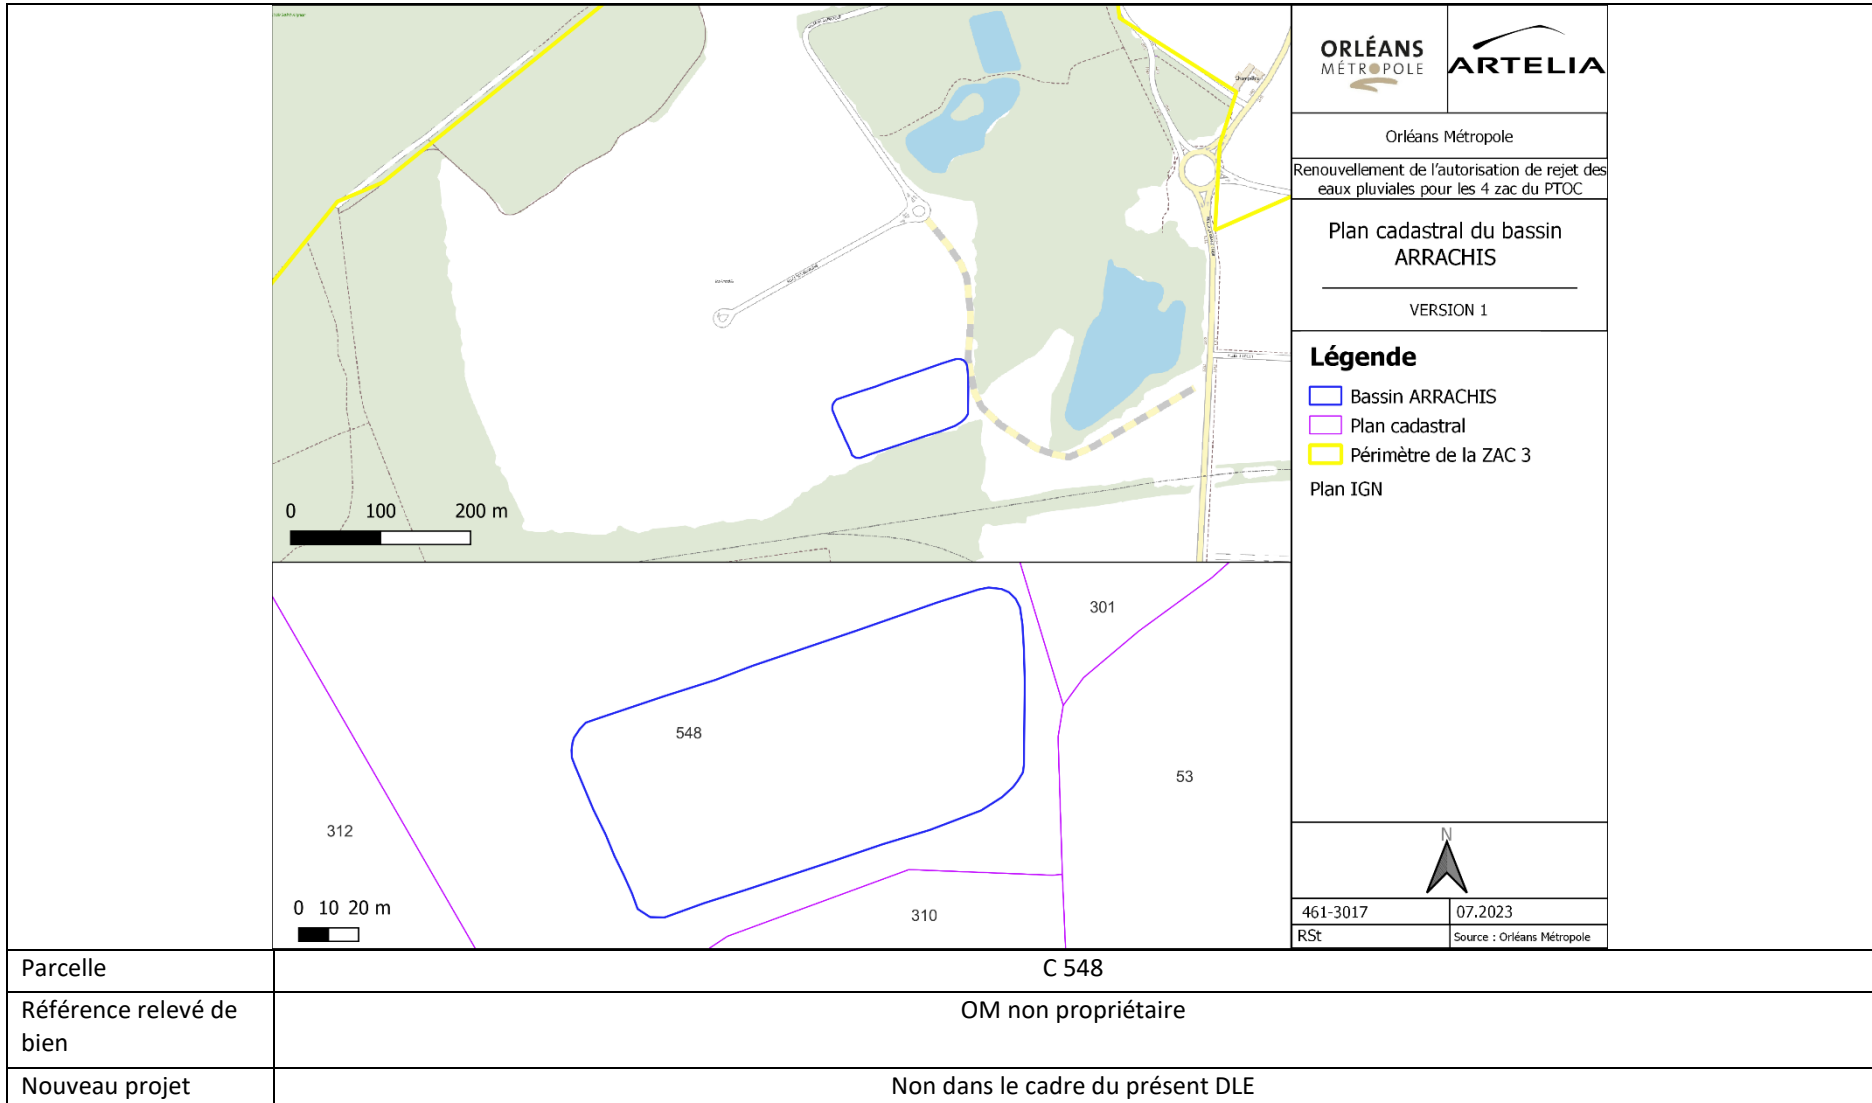 0 100 200 m
301
548
53
312
310
0 10 20 m
ORLÉANS
MÉTROPOLE
ARTELIA
Orléans Métropole
Renouvellement de l'autorisation de rejet des
eaux pluviales pour les 4 zac du PTOC
Plan cadastral du bassin
ARRACHIS
VERSION 1
Légende
Bassin ARRACHIS
Plan cadastral
Périmètre de la ZAC 3
Plan IGN
N
461-3017 07.2023
RSt Source : Orléans Métropole
Parcelle C 548
Référence relevé de OM non propriétaire
bien
Nouveau projet Non dans le cadre du présent DLE